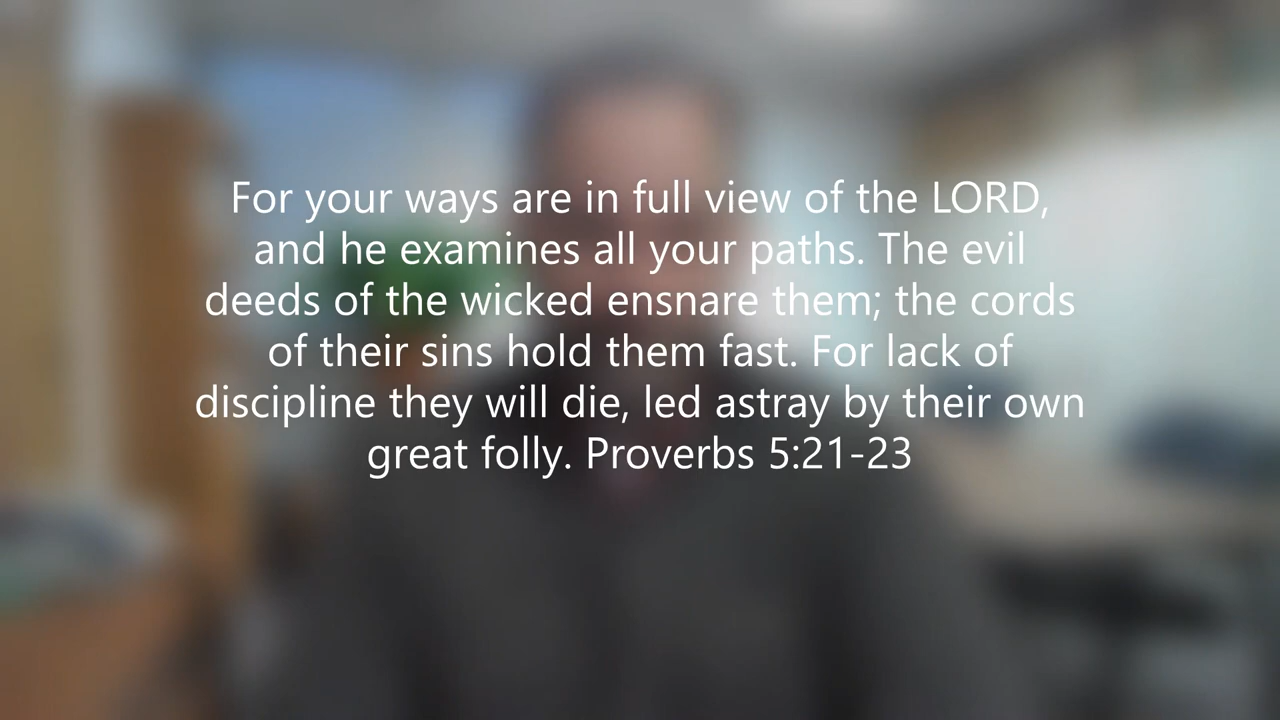 For your ways are in full view of the LORD,
and he examines all your paths. The evil
deeds of the wicked ensnare them; the cords
of their sins hold them fast. For lack of
discipline they will die, led astray by their own
great folly. Proverbs 5:21-23